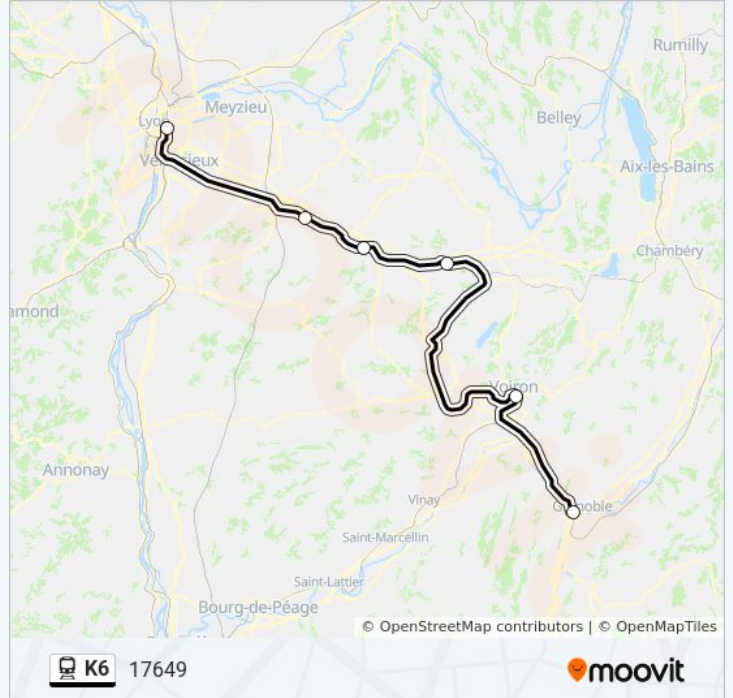 Rumilly
Meyzieu
Belley
Lyon
Aix-les-Bains
Chambéry
amond
Voiron
Annonay
Vinay
Grenoble
Saint-Marcellin
Saint-Lattier
Bourg-de-Péage
© OpenStreetMap contributors | © OpenMapTiles
K6 17649
moovit